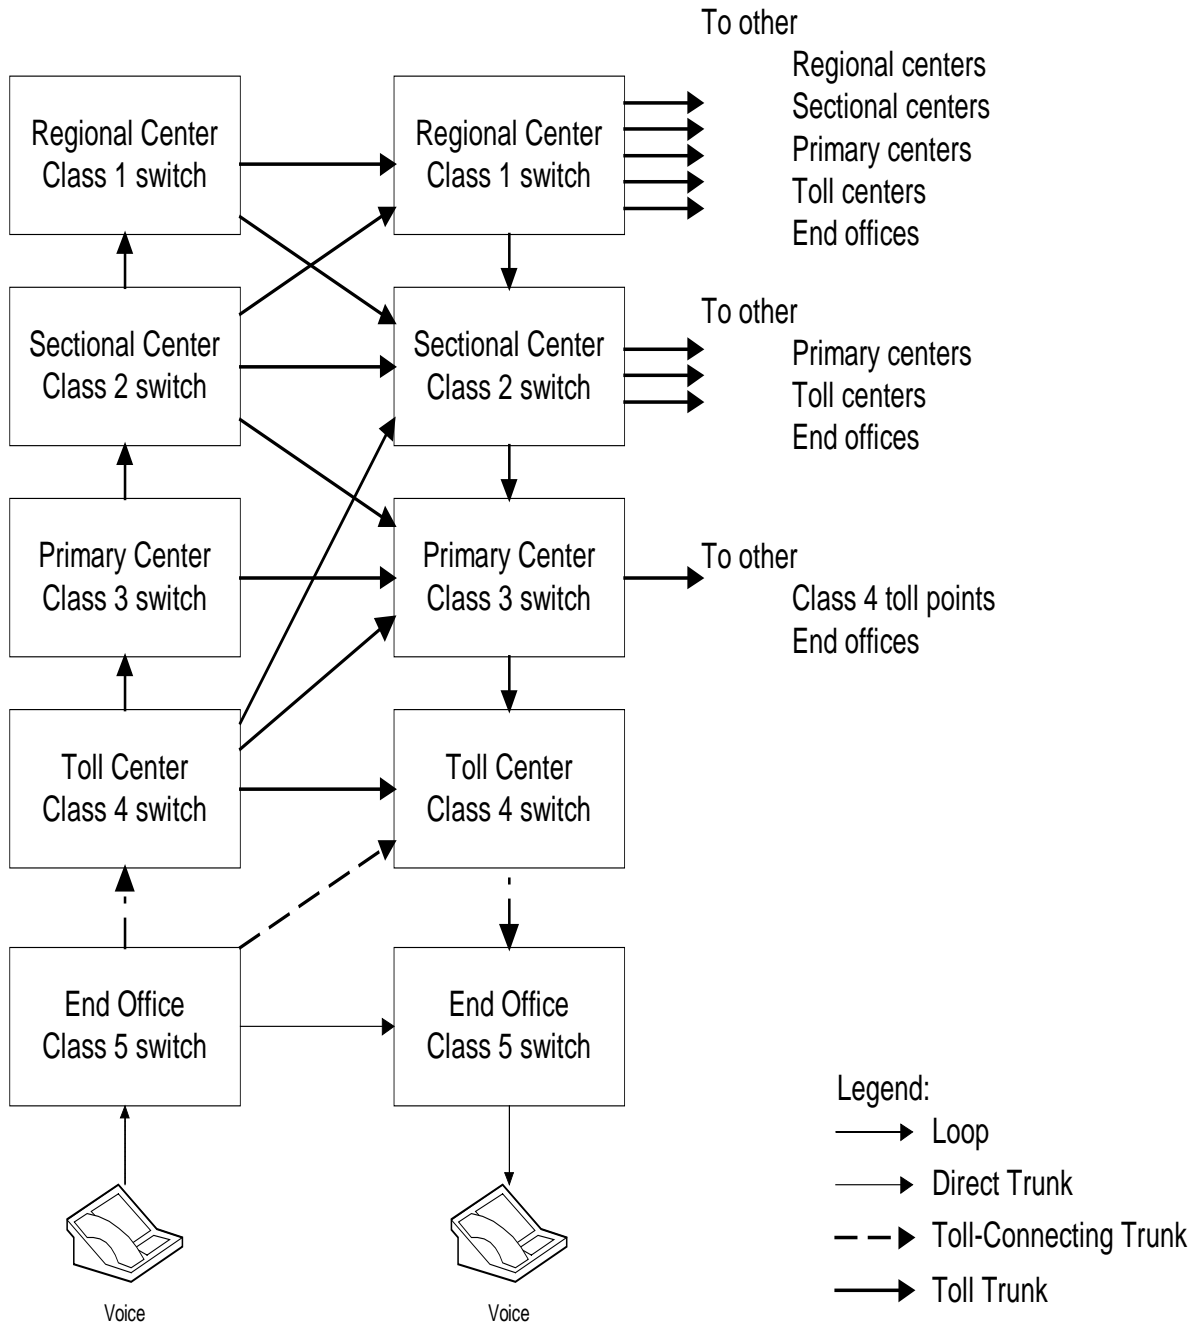 To other
Regional centers
Sectional centers
Primary centers
Toll centers
End offices
Regional Center
Class 1 switch
Regional Center
Class 1 switch
To other
Primary centers
Toll centers
End offices
Sectional Center
Class 2 switch
Sectional Center
Class 2 switch
To other
Class 4 toll points
End offices
Primary Center
Class 3 switch
Primary Center
Class 3 switch
Toll Center
Class 4 switch
Toll Center
Class 4 switch
End Office
Class 5 switch
End Office
Class 5 switch
Legend:
Loop
Direct Trunk
Toll-Connecting Trunk
Toll Trunk
Voice
Voice